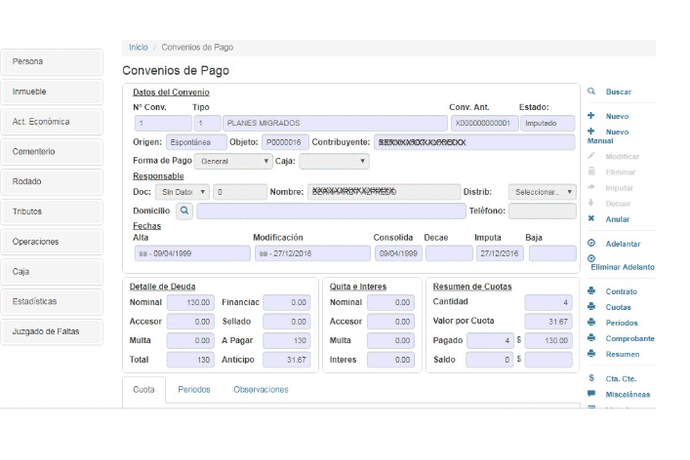 Inicio / Convenios de Pago
Persona
Inmueble
Act. Económica
Cementerio
Rodado
Tributos
Operaciones
Caja
Estadísticas
Juzgado de Faltas
Convenios de Pago
Datos del Convenio
N° Conv. Tipo Conv. Ant. Estado:
1 1 PLANES MIGRADOS X000000000001 Imputado
Origen: Espontánea Objeto: P0000016 Contribuyente:
Forma de Pago General Caja:
Responsable
Doc: Sin Dato: 0 Nombre: Distrib: Seleccionar..
Domicilio Teléfono:
Fechas
Alta Modificación Consolida Decae Imputa Baja
sa - 09/04/1999 sa - 27/12/2016 09/04/1999 27/12/2016
Detalle de Deuda
Nominal 130.00 Financiac 0.00
Accesor 0.00 Sellado 0.00
Multa 0.00 A Pagar 130
Total 130 Anticipo 31.67
Quita e Interes
Nominal 0.00
Accesor 0.00
Multa 0.00
Interes 0.00
Resumen de Cuotas
Cantidad 4
Valor por Cuota 31.67
Pagado 4 $ 130.00
Saldo 0 $ 0.00
Cuota Periodos Observaciones
Buscar
Nuevo
Nuevo
Manual
Modificar
Eliminar
Imputar
Decaer
Anular
Adelantar
Eliminar Adelanto
Contrato
Cuotas
Periodos
Comprobante
Resumen
$ Cta. Cte.
Misceláneas